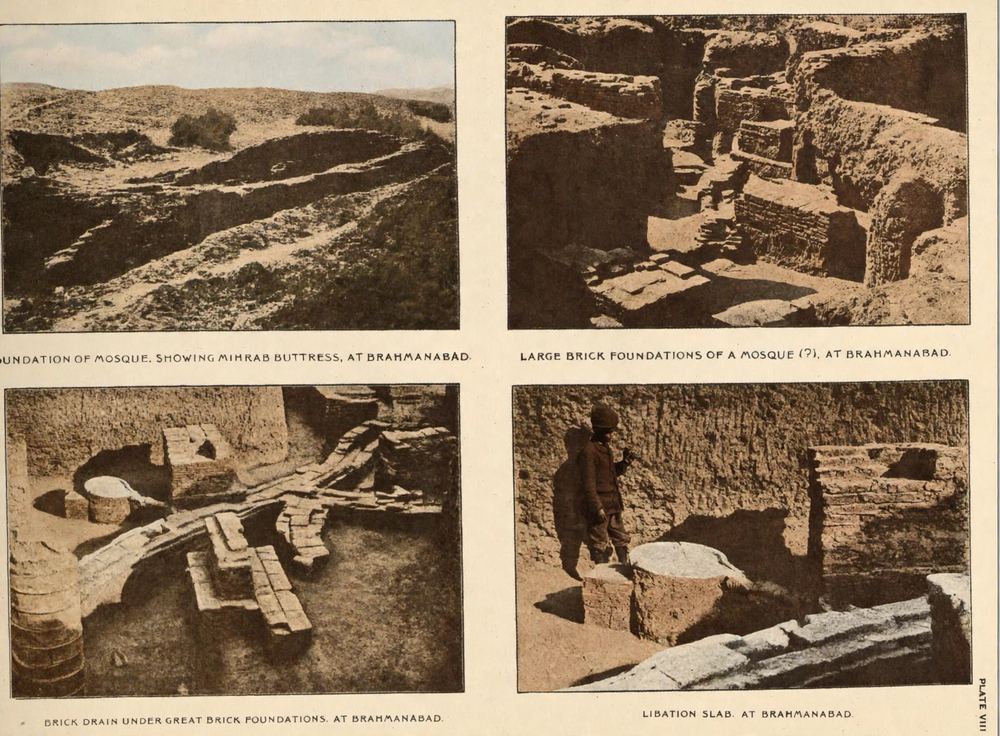 OUNDATION OF MOSQUE. SHOWING MIHRAB BUTTRESS, AT BRAHMANABAD.
LARGE BRICK FOUNDATIONS OF A MOSQUE (?), AT BRAHMANABAD.
BRICK DRAIN UNDER GREAT BRICK FOUNDATIONS. AT BRAHMANABAD.
LIBATION SLAB. AT BRAHMANABAD.
PLATE VIII